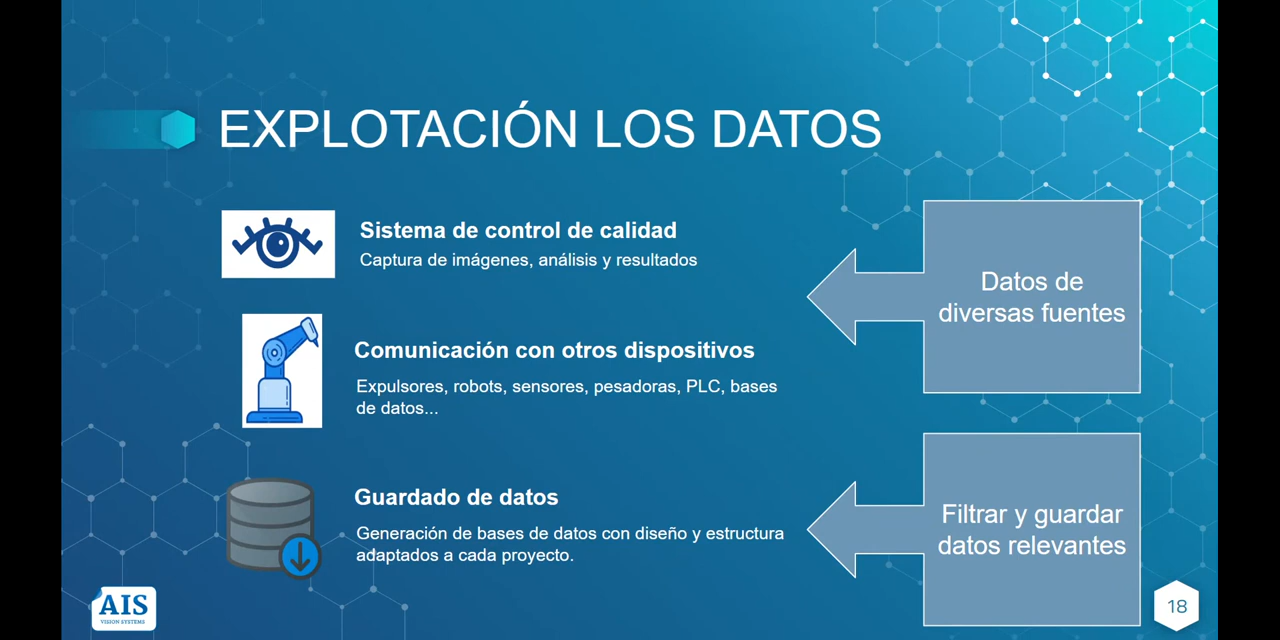 EXPLOTACIÓN LOS DATOS
Sistema de control de calidad
Captura de imágenes, análisis y resultados
Datos de
diversas fuentes
Comunicación con otros dispositivos
Expulsores, robots, sensores, pesadoras, PLC, bases
de datos...
Guardado de datos
Generación de bases de datos con diseño y estructura
adaptados a cada proyecto.
Filtrar y guardar
datos relevantes
AIS
VISION SYSTEMS
18